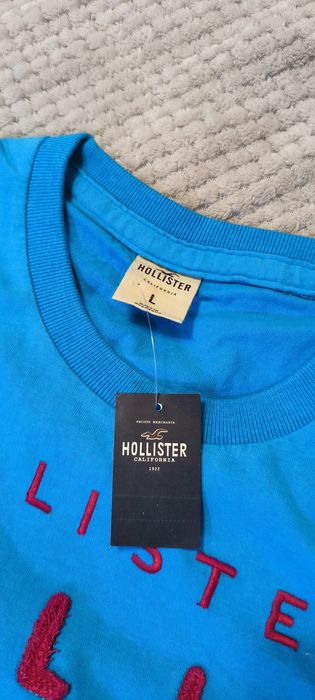 HOLLISTER
CALIFORNIA
L
PACIFIC MERCHANTS
HOLLISTER
CALIFORNIA
1922
LISTE